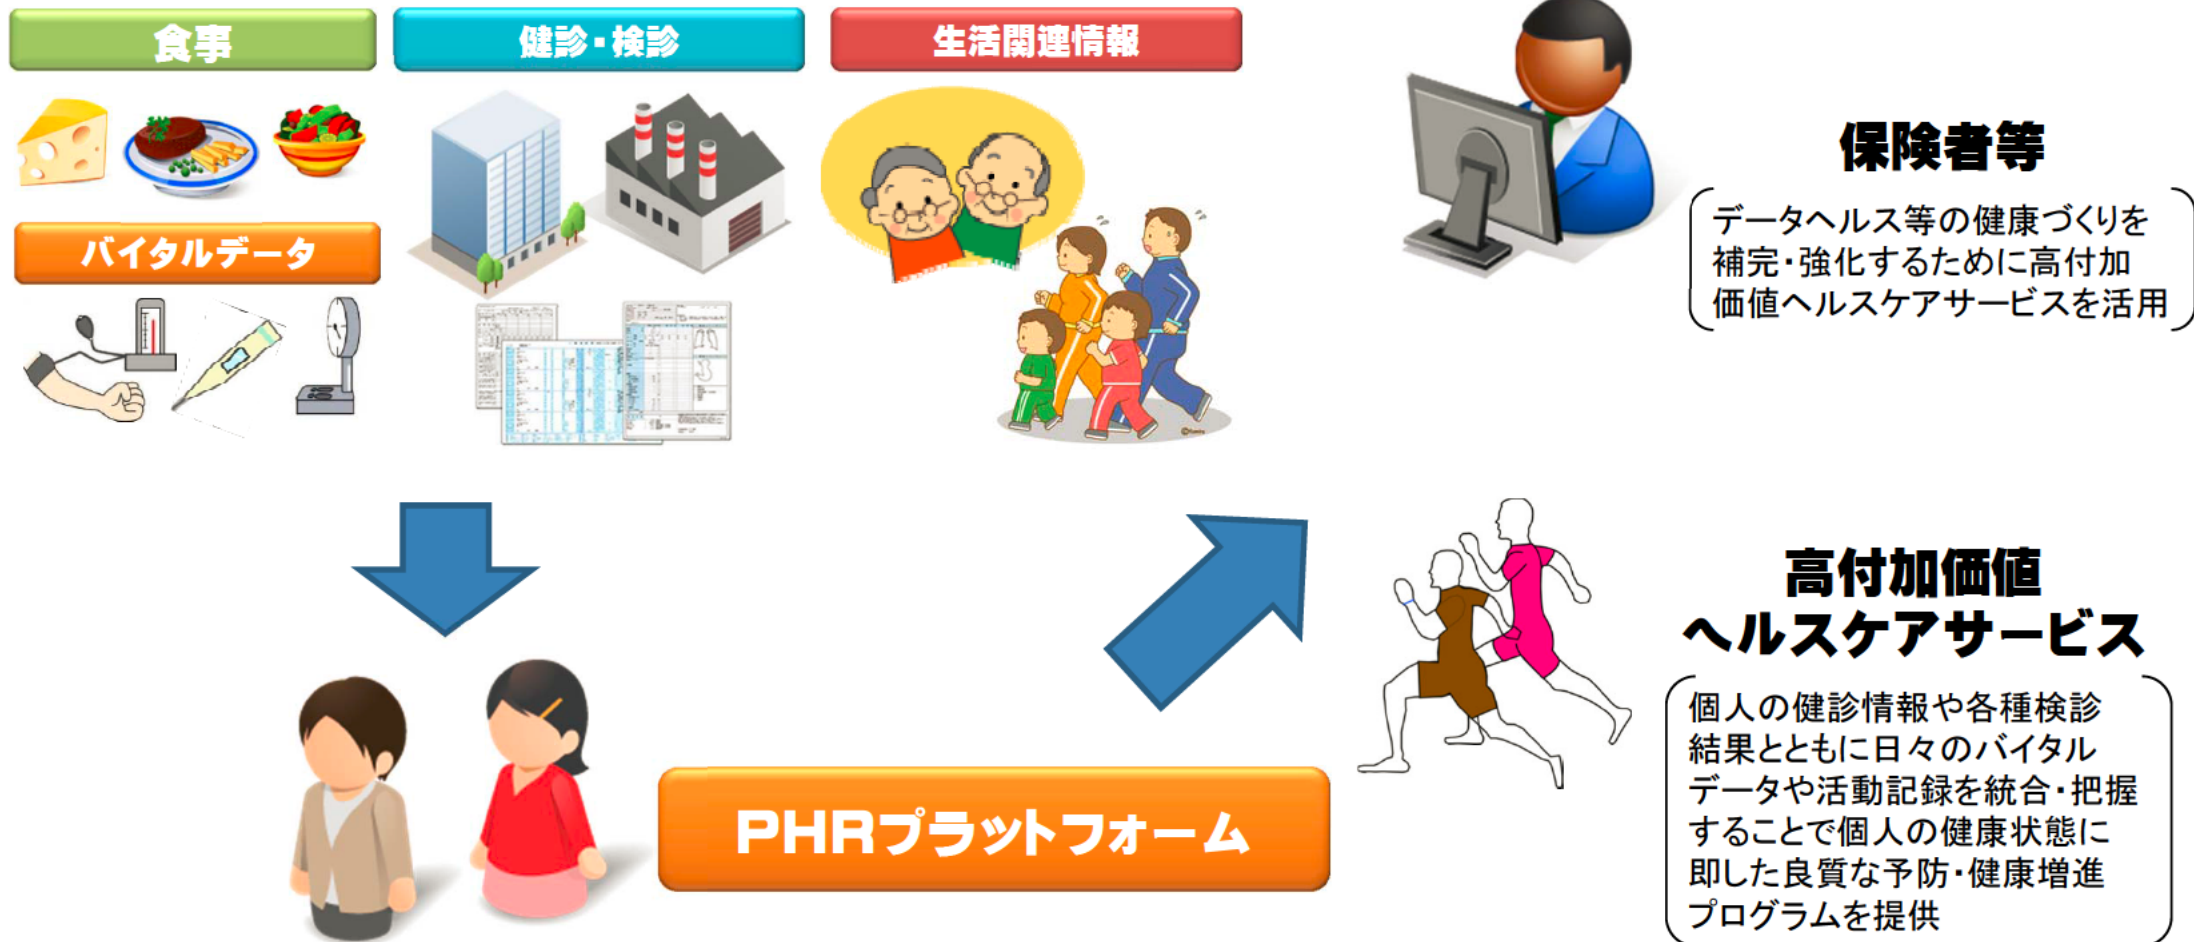 食事
健診・検診
生活関連情報
バイタルデータ
保険者等
データヘルス等の健康づくりを
補完・強化するために高付加
価値ヘルスケアサービスを活用
高付加価値
ヘルスケアサービス
個人の健診情報や各種検診
結果とともに日々のバイタル
データや活動記録を統合・把握
することで個人の健康状態に
即した良質な予防・健康増進
プログラムを提供
PHRプラットフォーム